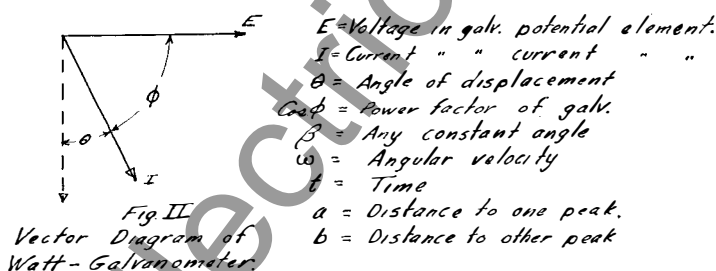 E
E = Voltage in galv. potential element.
I = Current " " current " "
θ = Angle of displacement
ϕ
Cos ϕ = Power factor of galv.
θ
β = Any constant angle
I
ω = Angular velocity
t = Time
Fig. II
a = Distance to one peak.
Vector Diagram of
b = Distance to other peak
Watt-Galvanometer.
lectric